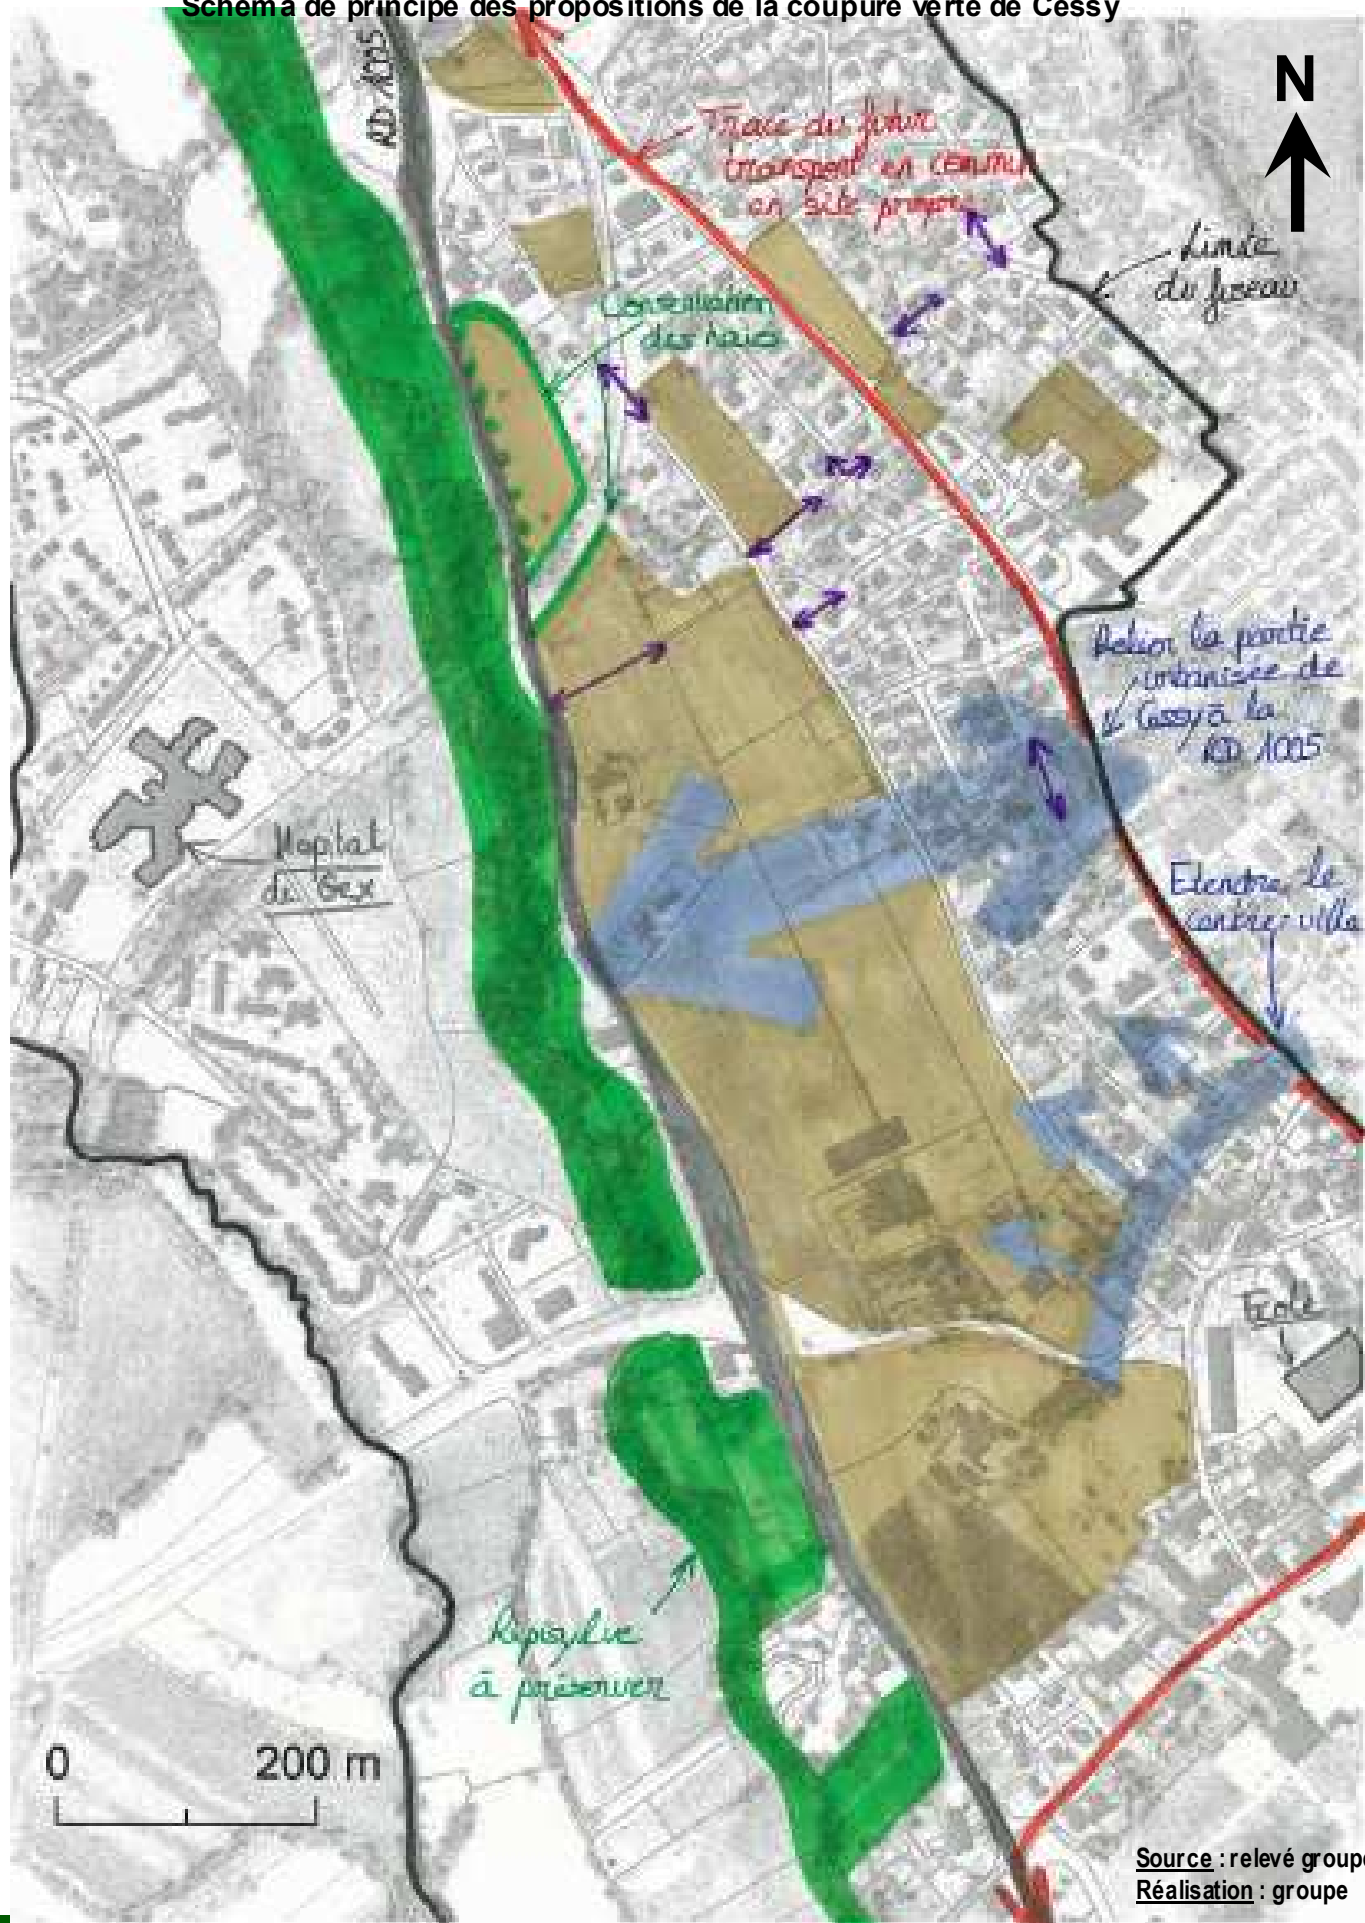 Schéma de principe des propositions de la coupure verte de Cessy
RD 1005
N
Tracé du futur
transport en commun
en site propre
Limite
du fuseau
Conservation
des haies
Relier la partie
urbanisée de
Cessy à la
RD 1005
Hopital
de Gex
Etendre le
centre-ville
Ecole
Ripisylve
à préserver
0 200 m
Source : relevé groupe
Réalisation : groupe